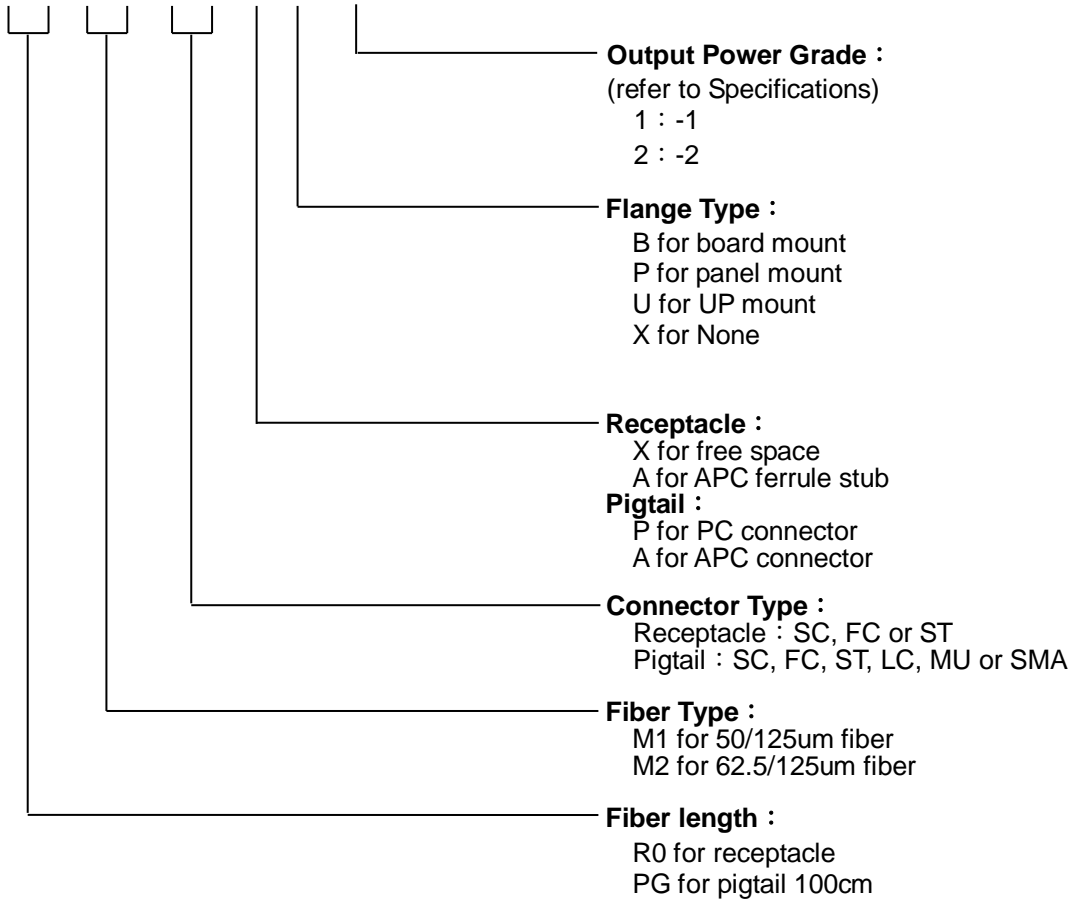 Output Power Grade：
(refer to Specifications)
1：-1
2：-2
Flange Type：
B for board mount
P for panel mount
U for UP mount
X for None
Receptacle：
X for free space
A for APC ferrule stub
Pigtail：
P for PC connector
A for APC connector
Connector Type：
Receptacle：SC, FC or ST
Pigtail：SC, FC, ST, LC, MU or SMA
Fiber Type：
M1 for 50/125um fiber
M2 for 62.5/125um fiber
Fiber length：
R0 for receptacle
PG for pigtail 100cm